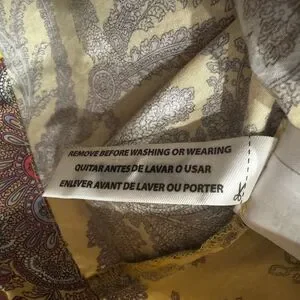 REMOVE BEFORE WASHING OR WEARING
QUITAR ANTES DE LAVAR O USAR
ENLEVER AVANT DE LAVER OU PORTER